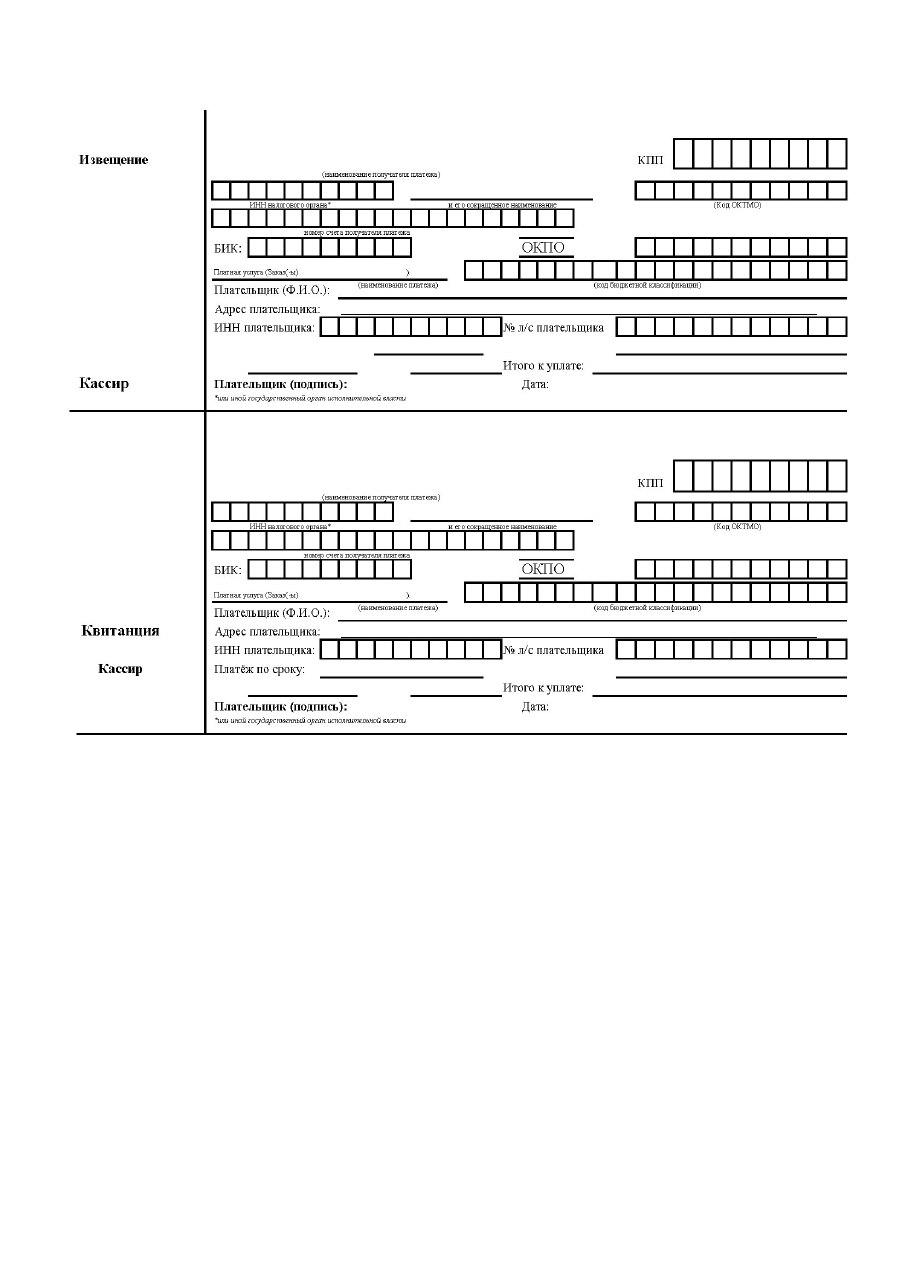 Извещение
КПП
(наименование получателя платежа)
ИНН налогового органа* и его сокращенное наименование (Код ОКТМО)
номер счета получателя платежа
БИК: ОКПО
Платная услуга (Заказ(-ы) )
(наименование платежа) (код бюджетной классификации)
Плательщик (Ф.И.О.):
Адрес плательщика:
ИНН плательщика: № л/с плательщика
Итого к уплате:
Кассир Плательщик (подпись): Дата:
*или иной государственный орган исполнительной власти
КПП
(наименование получателя платежа)
ИНН налогового органа* и его сокращенное наименование (Код ОКТМО)
номер счета получателя платежа
БИК: ОКПО
Платная услуга (Заказ(-ы) ).
(наименование платежа) (код бюджетной классификации)
Плательщик (Ф.И.О.):
Квитанция Адрес плательщика:
ИНН плательщика: № л/с плательщика
Кассир Платёж по сроку:
Итого к уплате:
Плательщик (подпись): Дата:
*или иной государственный орган исполнительной власти